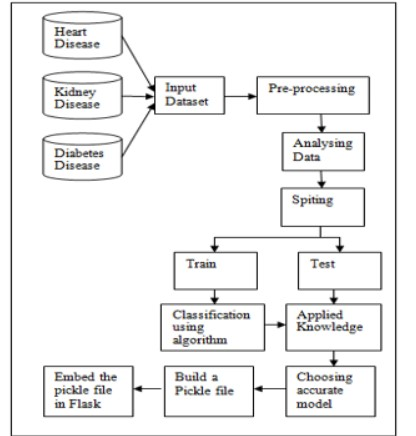 Heart
Disease
Kidney
Disease
Diabetes
Disease
Input
Dataset
Pre-processing
Analysing
Data
Spiting
Train
Test
Classification
using
algorithm
Applied
Knowledge
Embed the
pickle file
in Flask
Build a
Pickle file
Choosing
accurate
model